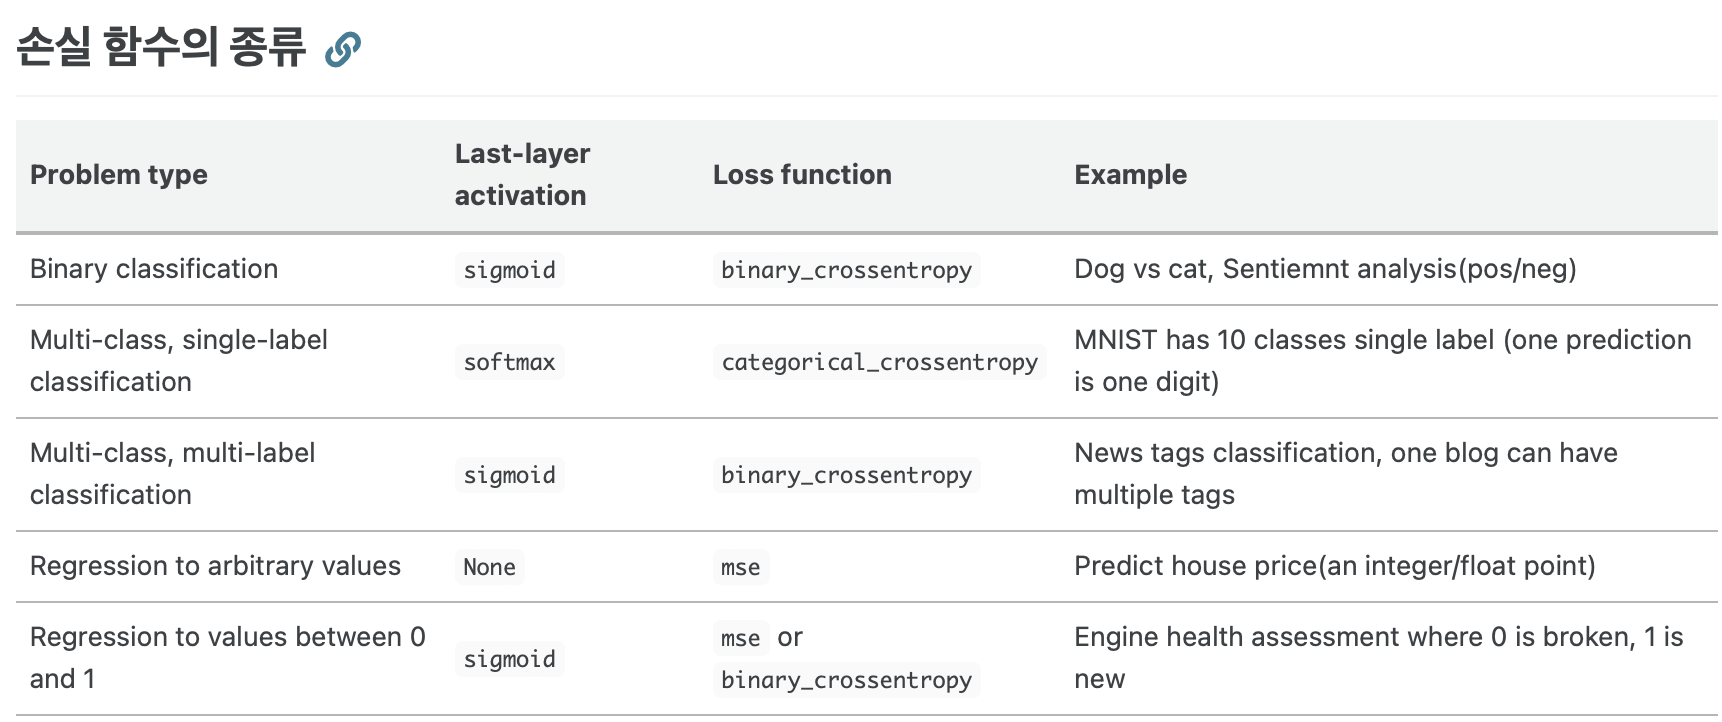 손실 함수의 종류
Problem type
Last-layer
activation
Loss function
Example
Binary classification
sigmoid
binary_crossentropy
Dog vs cat, Sentiemnt analysis(pos/neg)
Multi-class, single-label
classification
softmax
categorical_crossentropy
MNIST has 10 classes single label (one prediction
is one digit)
Multi-class, multi-label
classification
sigmoid
binary_crossentropy
News tags classification, one blog can have
multiple tags
Regression to arbitrary values
None
mse
Predict house price(an integer/float point)
Regression to values between 0
and 1
sigmoid
mse or
binary_crossentropy
Engine health assessment where 0 is broken, 1 is
new